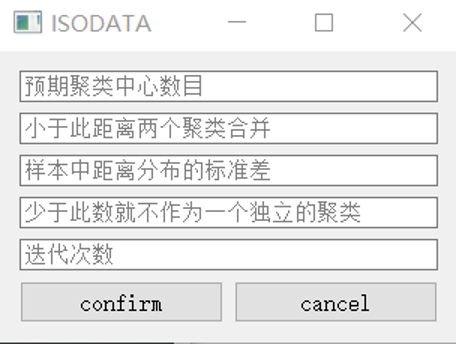 ISODATA
预期聚类中心数目
小于此距离两个聚类合并
样本中距离分布的标准差
少于此数就不作为一个独立的聚类
迭代次数
confirm cancel